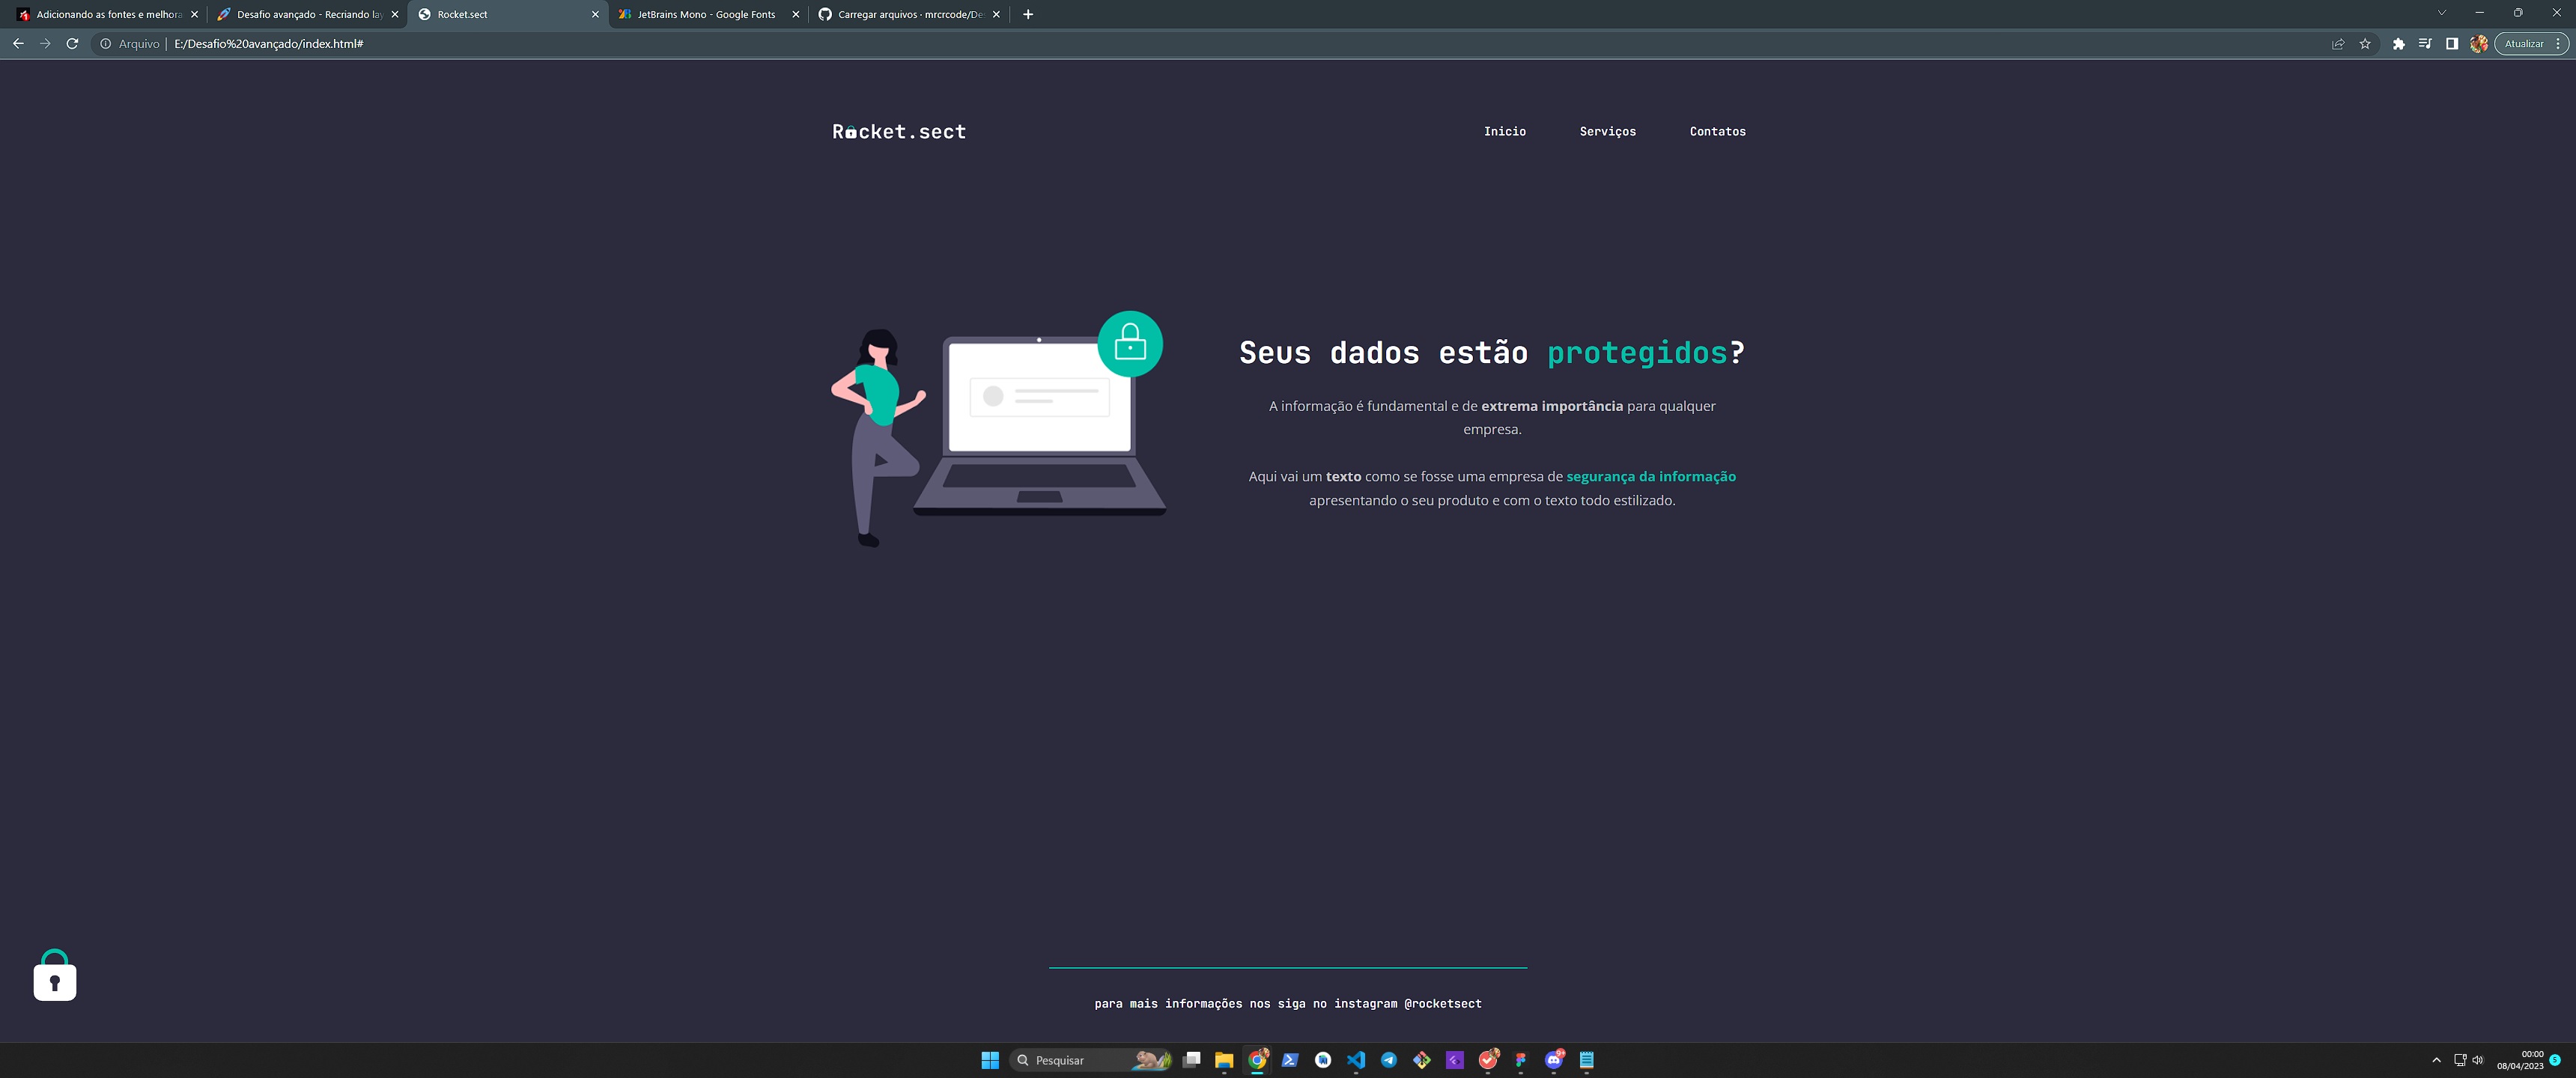 Adicionando as fontes e melhora
Desafio avançado - Recriando lay
Rocket.sect
JetBrains Mono - Google Fonts
Carregar arquivos · mrcrcode/De
Arquivo
E:/Desafio%20avançado/index.html#
Atualizar
Rocket.sect
Inicio
Serviços
Contatos
Seus dados estão protegidos?
A informação é fundamental e de extrema importância para qualquer
empresa.
Aqui vai um texto como se fosse uma empresa de segurança da informação
apresentando o seu produto e com o texto todo estilizado.
para mais informações nos siga no instagram @rocketsect
Pesquisar
00:00
08/04/2023
5